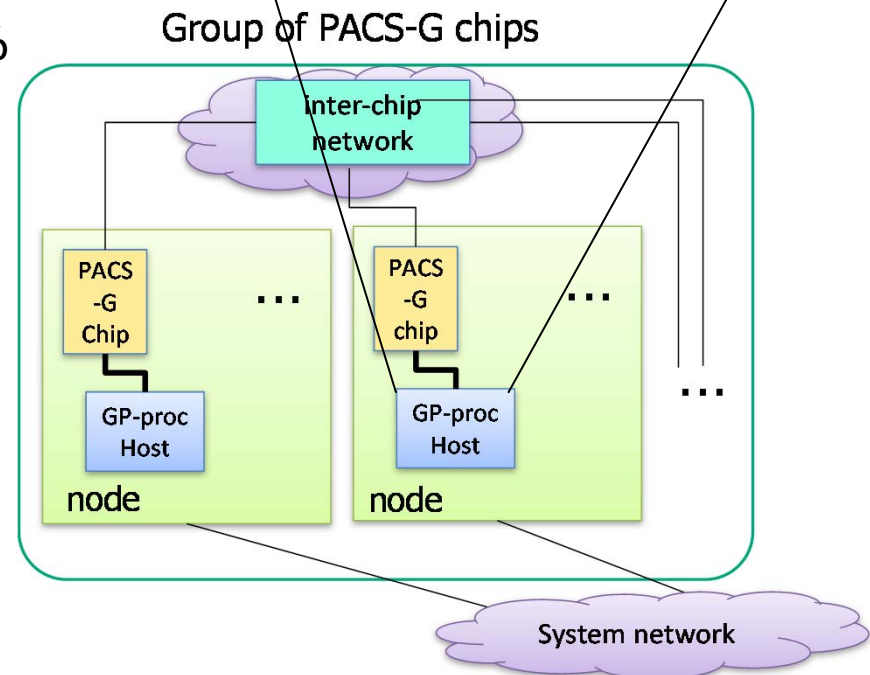 %
Group of PACS-G chips
inter-chip
network
PACS
-G
Chip
...
PACS
-G
chip
...
...
GP-proc
Host
GP-proc
Host
node
node
System network